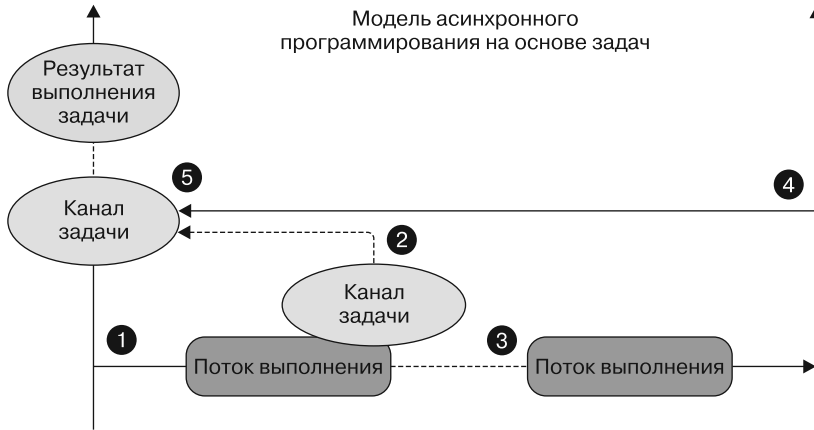 Модель асинхронного
программирования на основе задач
Результат
выполнения
задачи
5
4
Канал
задачи
2
Канал
задачи
1
3
Поток выполнения
Поток выполнения